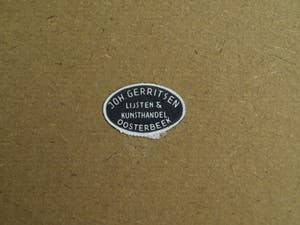 JOH GERRITSEN
LIJSTEN &
KUNSTHANDEL
OOSTERBEEK